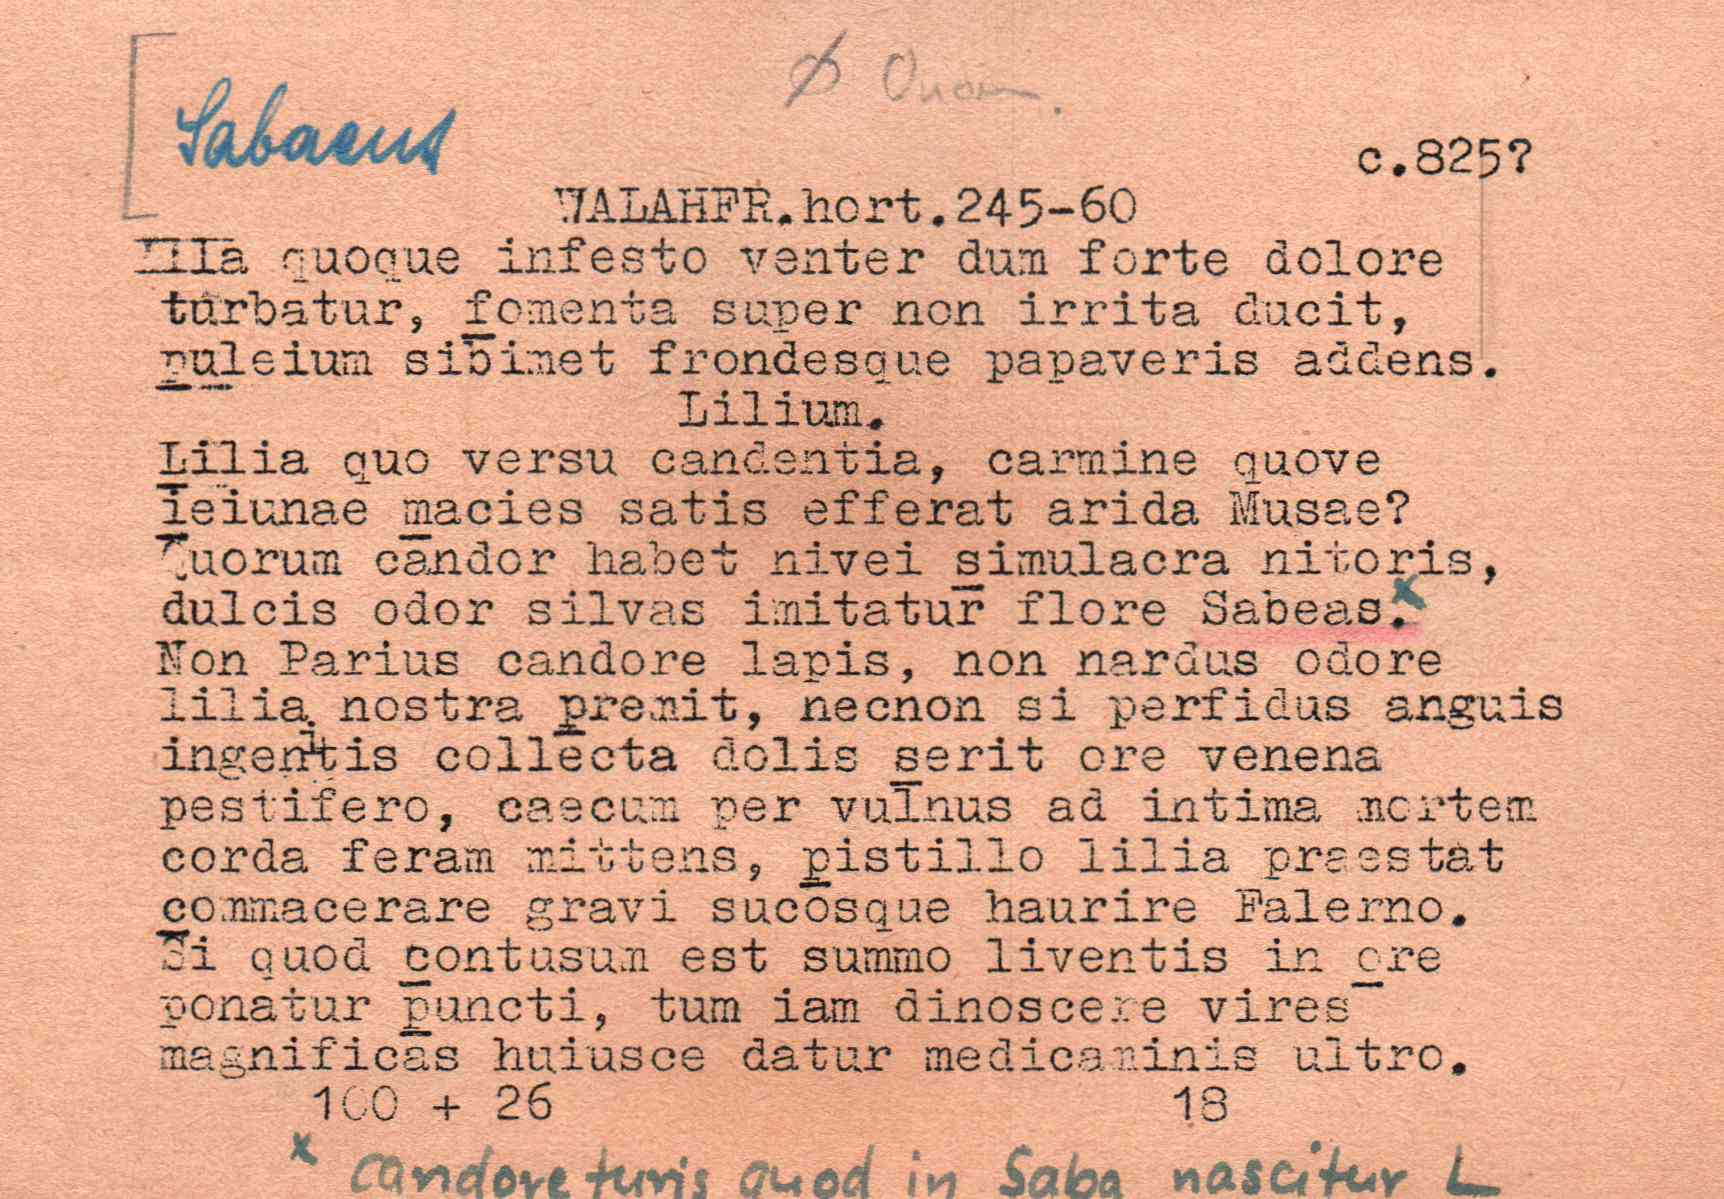 Ø Onom.
Sabaeus
c.825?
WALAHFR.hort.245-60
Illa quoque infesto venter dum forte dolore
turbatur, fomenta super non irrita ducit,
puleium sibimet frondesque papaveris addens.
Lilium.
Lilia quo versu candentia, carmine quove
ieiunae macies satis efferat arida Musae?
Quorum candor habet nivei simulacra nitoris,
dulcis odor silvas imitatur flore Sabeas.x
Non Parius candore lapis, non nardus odore
lilia nostra premit, necnon si perfidus anguis
ingenitis collecta dolis serit ore venena
pestifero, caecum per vulnus ad intima mortem
corda feram mittens, pistillo lilia praestat
commacerare gravi sucosque haurire Falerno.
Si quod contusum est summo liventis in ore
ponatur puncti, tum iam dinoscere vires
magnificas huiusce datur medicaminis ultro.
100 + 26 18
x candore turis quod in Saba nascitur L